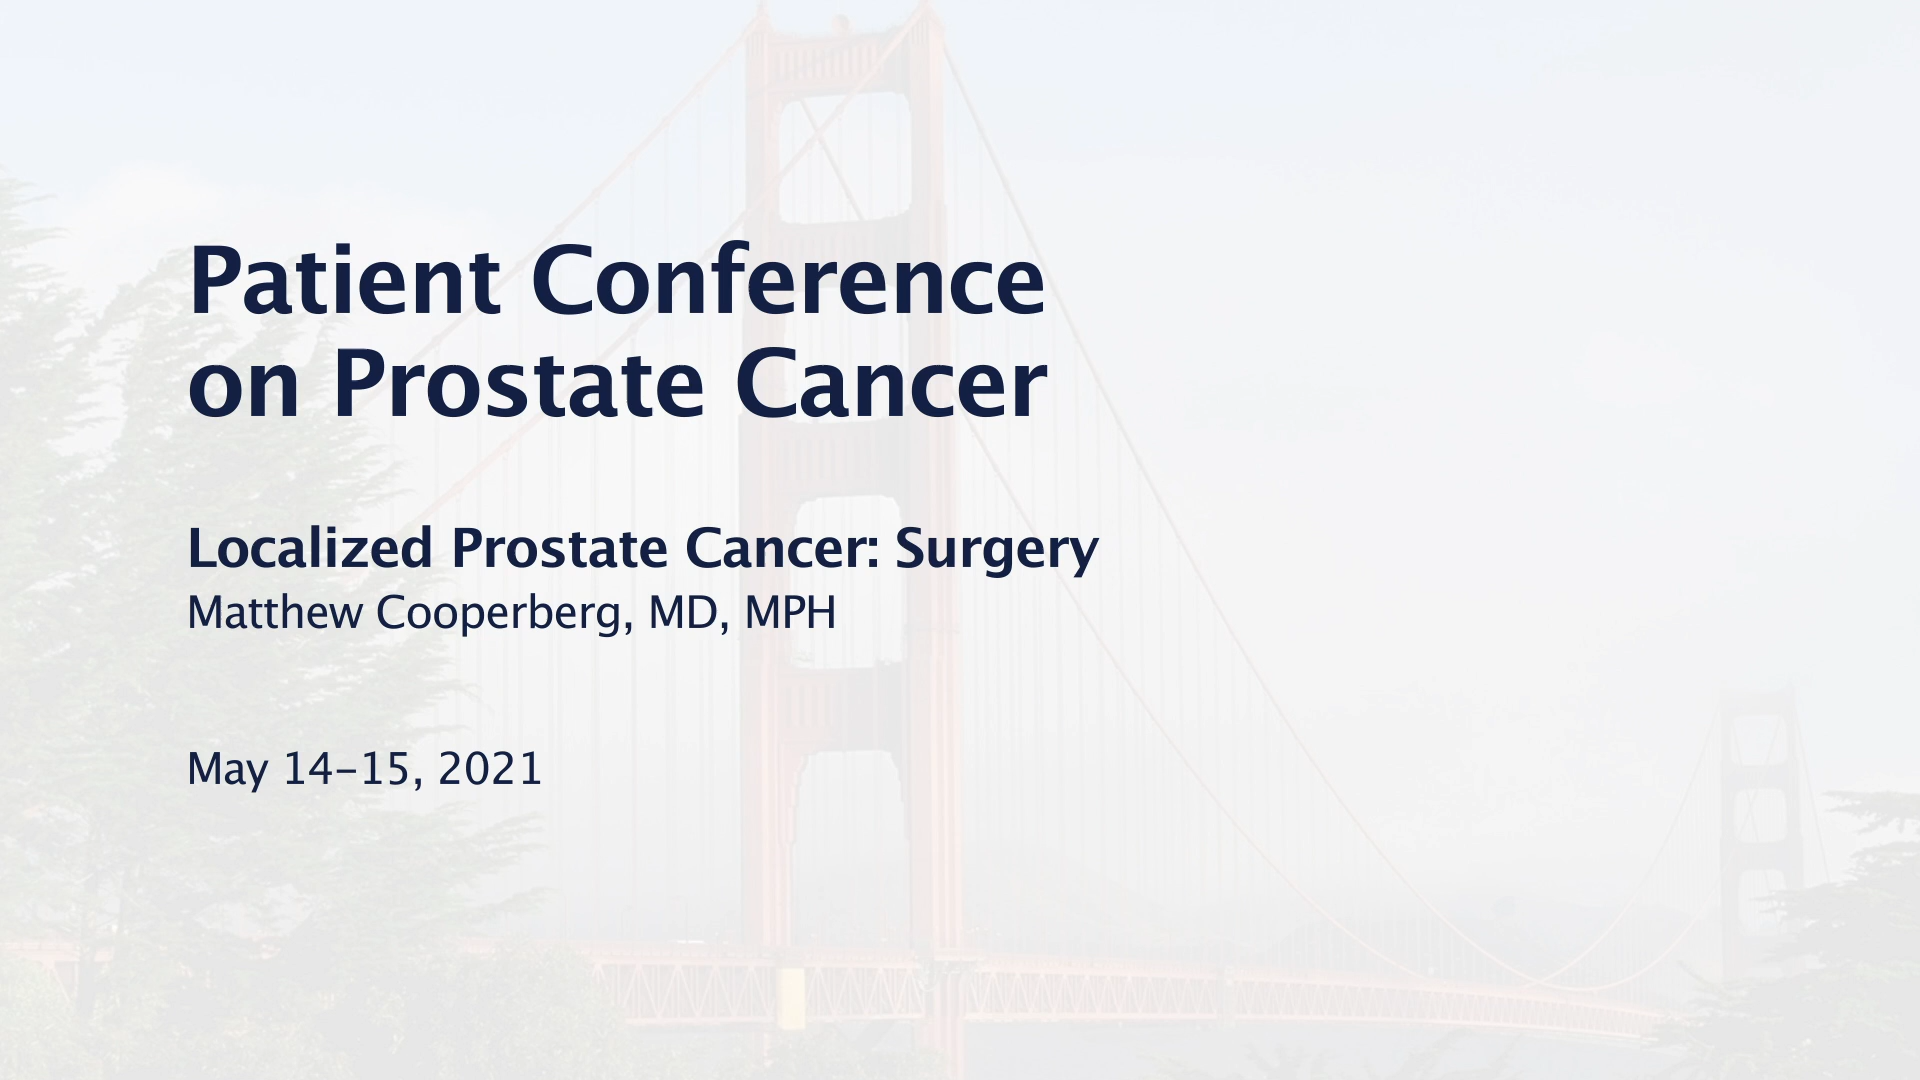 Patient Conference
on Prostate Cancer
Localized Prostate Cancer: Surgery
Matthew Cooperberg, MD, MPH
May 14–15, 2021